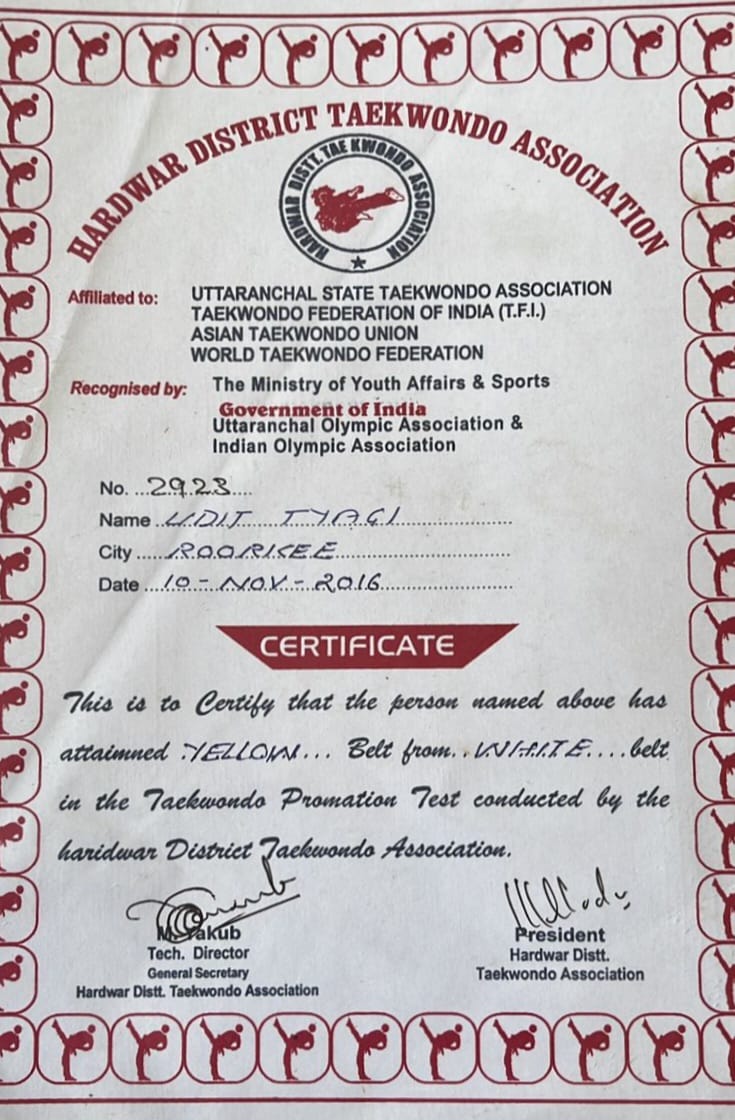 HARDWAR DISTRICT TAEKWONDO ASSOCIATION
HARDWAR DISTT. TAE KWONDO ASSOCIATION
Affiliated to: UTTARANCHAL STATE TAEKWONDO ASSOCIATION
TAEKWONDO FEDERATION OF INDIA (T.F.I.)
ASIAN TAEKWONDO UNION
WORLD TAEKWONDO FEDERATION
Recognised by: The Ministry of Youth Affairs & Sports
Government of India
Uttaranchal Olympic Association &
Indian Olympic Association
No. ...2923....
Name UDIT TYAGI
City ROORKEE
Date 10-NOV-2016
CERTIFICATE
This is to Certify that the person named above has
attaimned YELLOW... Belt from..WHITE....belt
in the Taekwondo Promation Test conducted by the
haridwar District Taekwondo Association.
M. Yakub
Tech. Director
General Secretary
Hardwar Distt. Taekwondo Association
President
Hardwar Distt.
Taekwondo Association